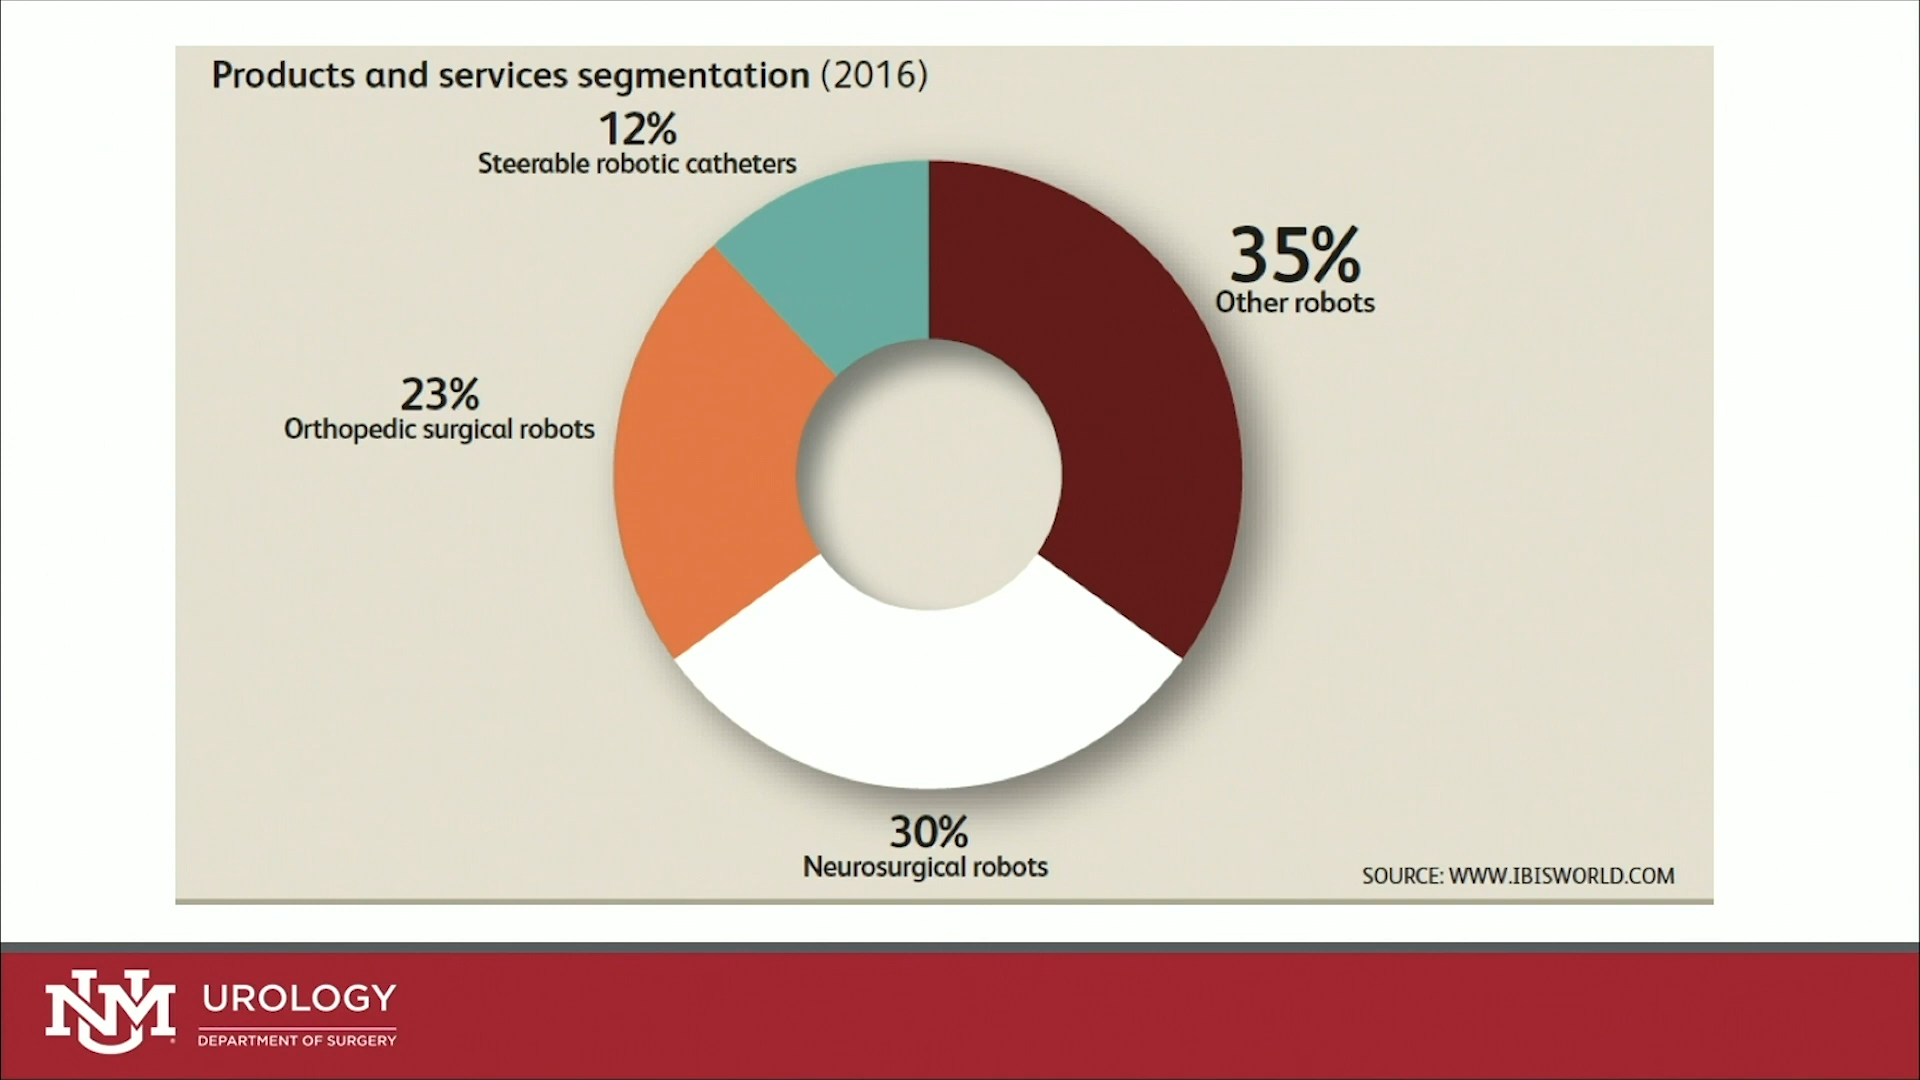 Products and services segmentation (2016)
12%
Steerable robotic catheters
35%
Other robots
23%
Orthopedic surgical robots
30%
Neurosurgical robots
SOURCE: WWW.IBISWORLD.COM
UNM
UROLOGY
DEPARTMENT OF SURGERY